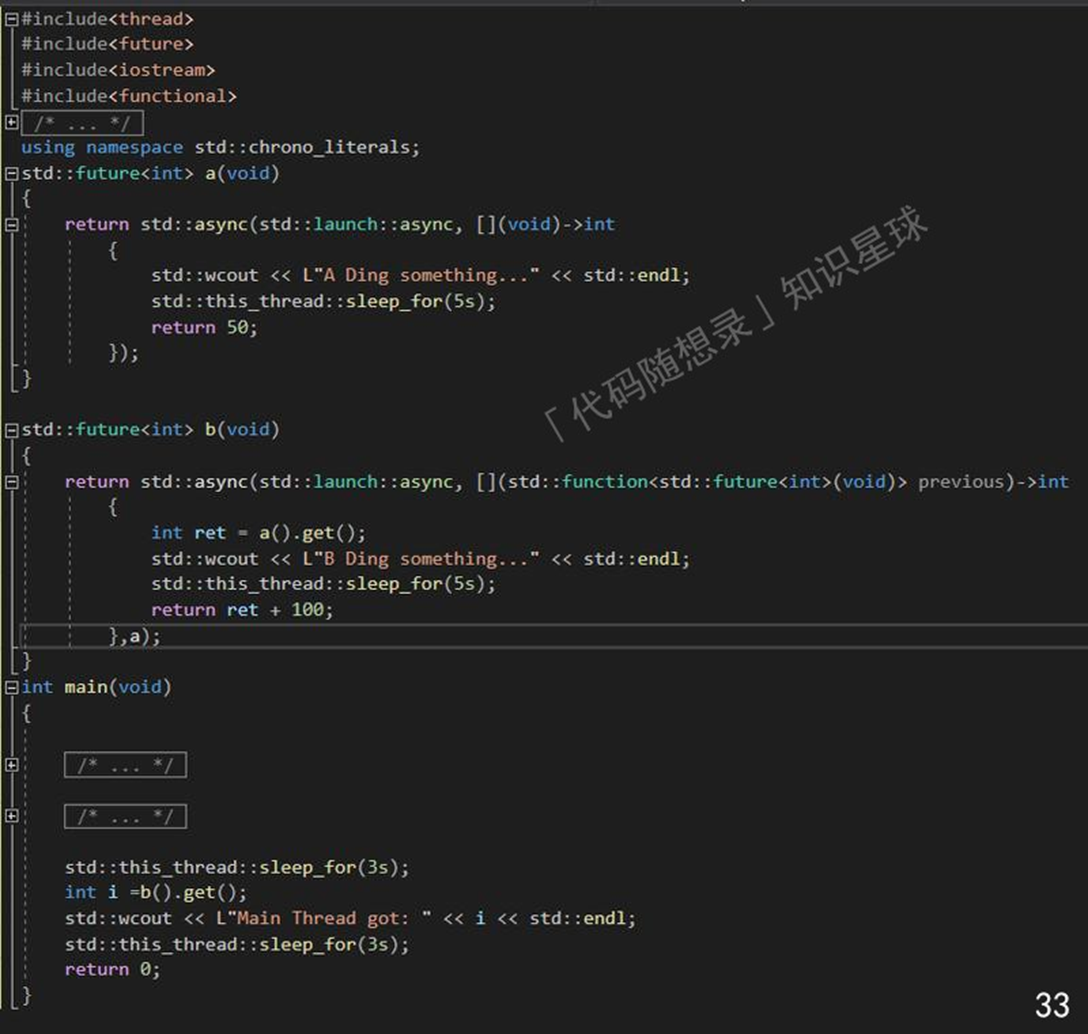 #include<thread>
#include<future>
#include<iostream>
#include<functional>
/* ... */
using namespace std::chrono_literals;
std::future<int> a(void)
{
    return std::async(std::launch::async, [](void)->int
        {
            std::wcout << L"A Ding something..." << std::endl;
            std::this_thread::sleep_for(5s);
            return 50;
        });
}
「代码随想录」知识星球
std::future<int> b(void)
{
    return std::async(std::launch::async, [](std::function<std::future<int>(void)> previous)->int
        {
            int ret = a().get();
            std::wcout << L"B Ding something..." << std::endl;
            std::this_thread::sleep_for(5s);
            return ret + 100;
        },a);
}
int main(void)
{
    /* ... */
    /* ... */
    std::this_thread::sleep_for(3s);
    int i =b().get();
    std::wcout << L"Main Thread got: " << i << std::endl;
    std::this_thread::sleep_for(3s);
    return 0;
}
33